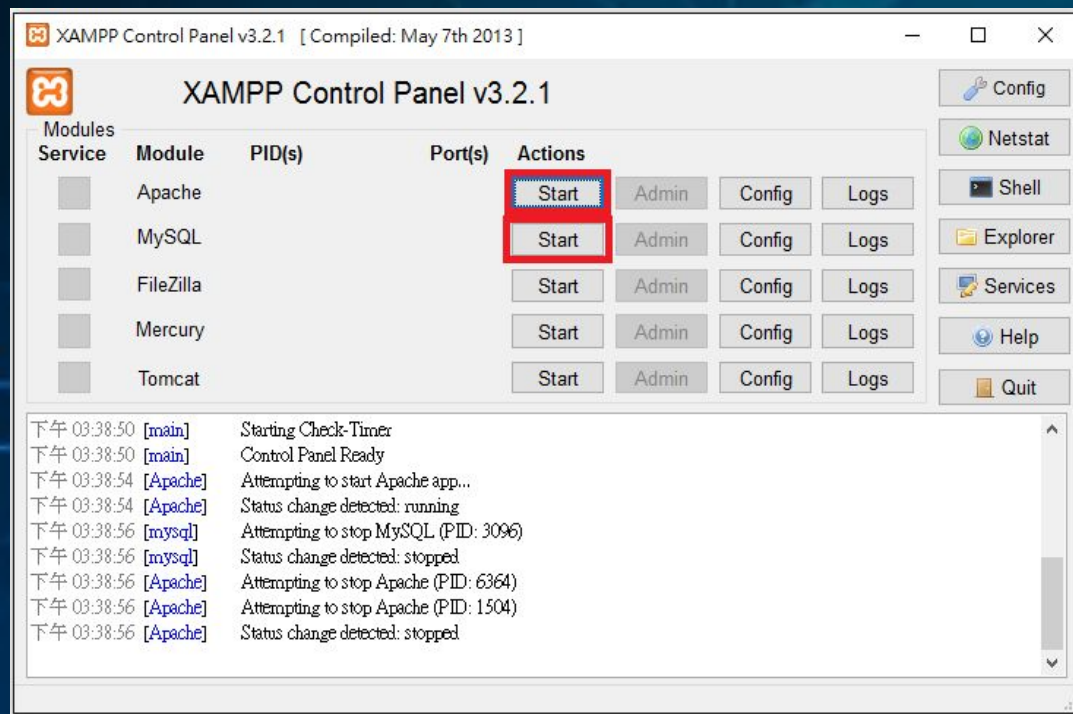 XAMPP Control Panel v3.2.1 [ Compiled: May 7th 2013 ]
XAMPP Control Panel v3.2.1
Config
Modules
Netstat
Service Module PID(s) Port(s) Actions
Apache Start Admin Config Logs
Shell
MySQL Start Admin Config Logs
Explorer
FileZilla Start Admin Config Logs
Services
Mercury Start Admin Config Logs
Help
Tomcat Start Admin Config Logs
Quit
下午 03:38:50 [main] Starting Check-Timer
下午 03:38:50 [main] Control Panel Ready
下午 03:38:54 [Apache] Attempting to start Apache app...
下午 03:38:54 [Apache] Status change detected: running
下午 03:38:56 [mysql] Attempting to stop MySQL (PID: 3096)
下午 03:38:56 [mysql] Status change detected: stopped
下午 03:38:56 [Apache] Attempting to stop Apache (PID: 6364)
下午 03:38:56 [Apache] Attempting to stop Apache (PID: 1504)
下午 03:38:56 [Apache] Status change detected: stopped